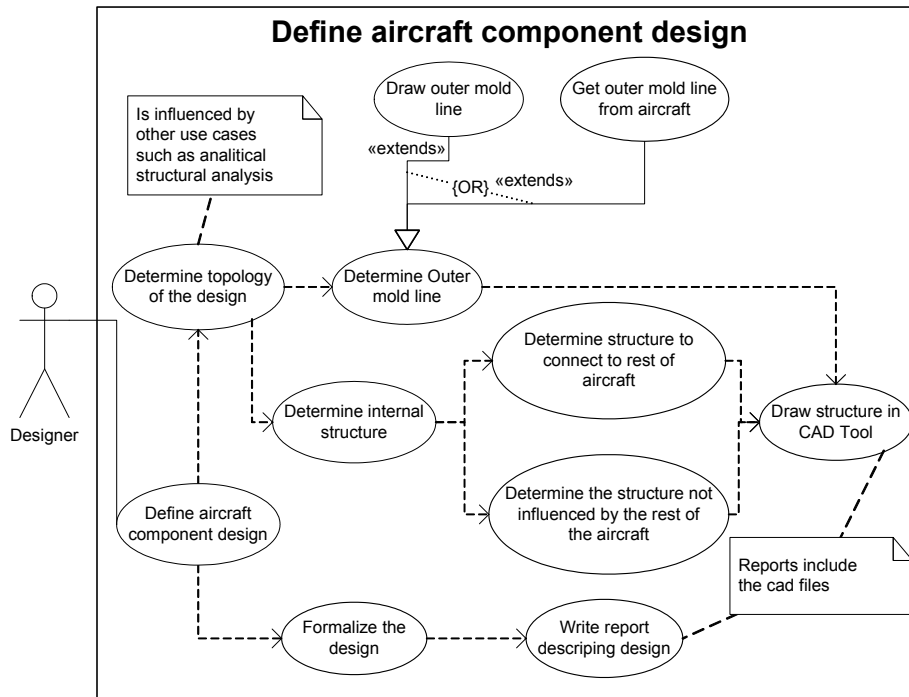 Define aircraft component design
Draw outer mold
line
Get outer mold line
from aircraft
Is influenced by
other use cases
such as analitical
structural analysis
«extends»
{OR}
«extends»
Determine topology
of the design
Determine Outer
mold line
Determine structure to
connect to rest of
aircraft
Designer
Determine internal
structure
Draw structure in
CAD Tool
Define aircraft
component design
Determine the structure not
influenced by the rest of
the aircraft
Reports include
the cad files
Formalize the
design
Write report
descriping design